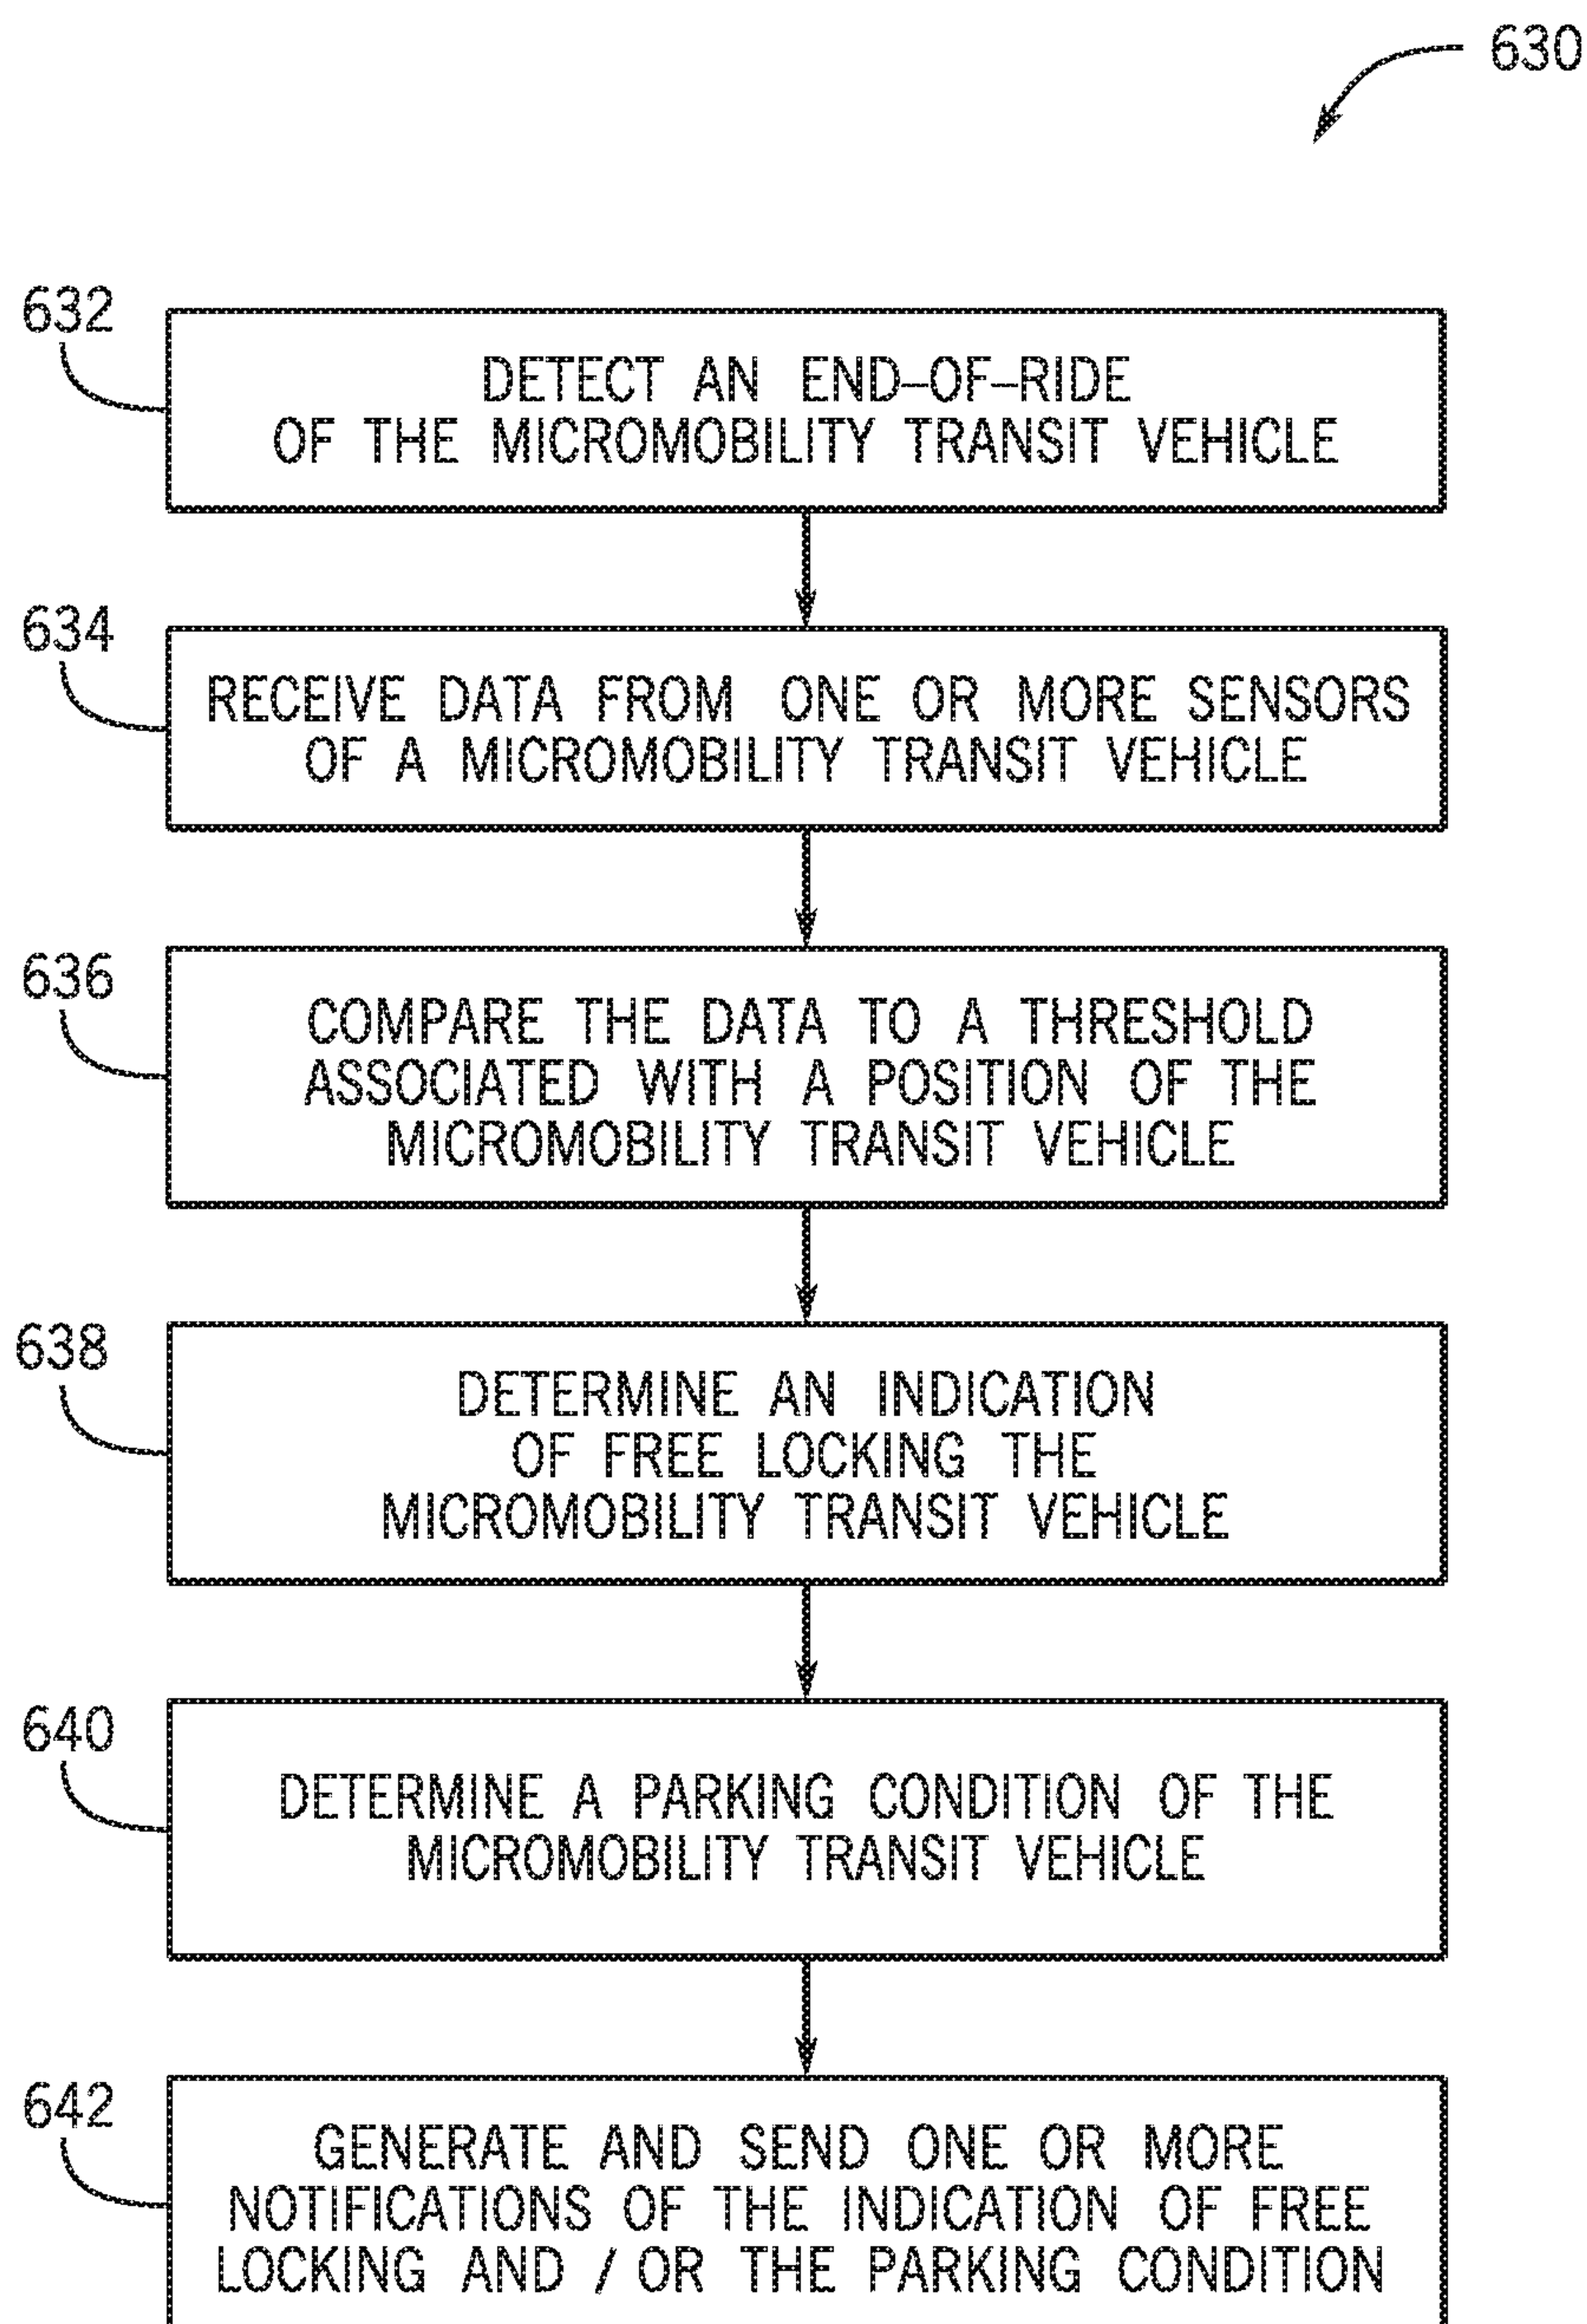 630
632
DETECT AN END–OF–RIDE
OF THE MICROMOBILITY TRANSIT VEHICLE
634
RECEIVE DATA FROM ONE OR MORE SENSORS
OF A MICROMOBILITY TRANSIT VEHICLE
636
COMPARE THE DATA TO A THRESHOLD
ASSOCIATED WITH A POSITION OF THE
MICROMOBILITY TRANSIT VEHICLE
638
DETERMINE AN INDICATION
OF FREE LOCKING THE
MICROMOBILITY TRANSIT VEHICLE
640
DETERMINE A PARKING CONDITION OF THE
MICROMOBILITY TRANSIT VEHICLE
642
GENERATE AND SEND ONE OR MORE
NOTIFICATIONS OF THE INDICATION OF FREE
LOCKING AND / OR THE PARKING CONDITION